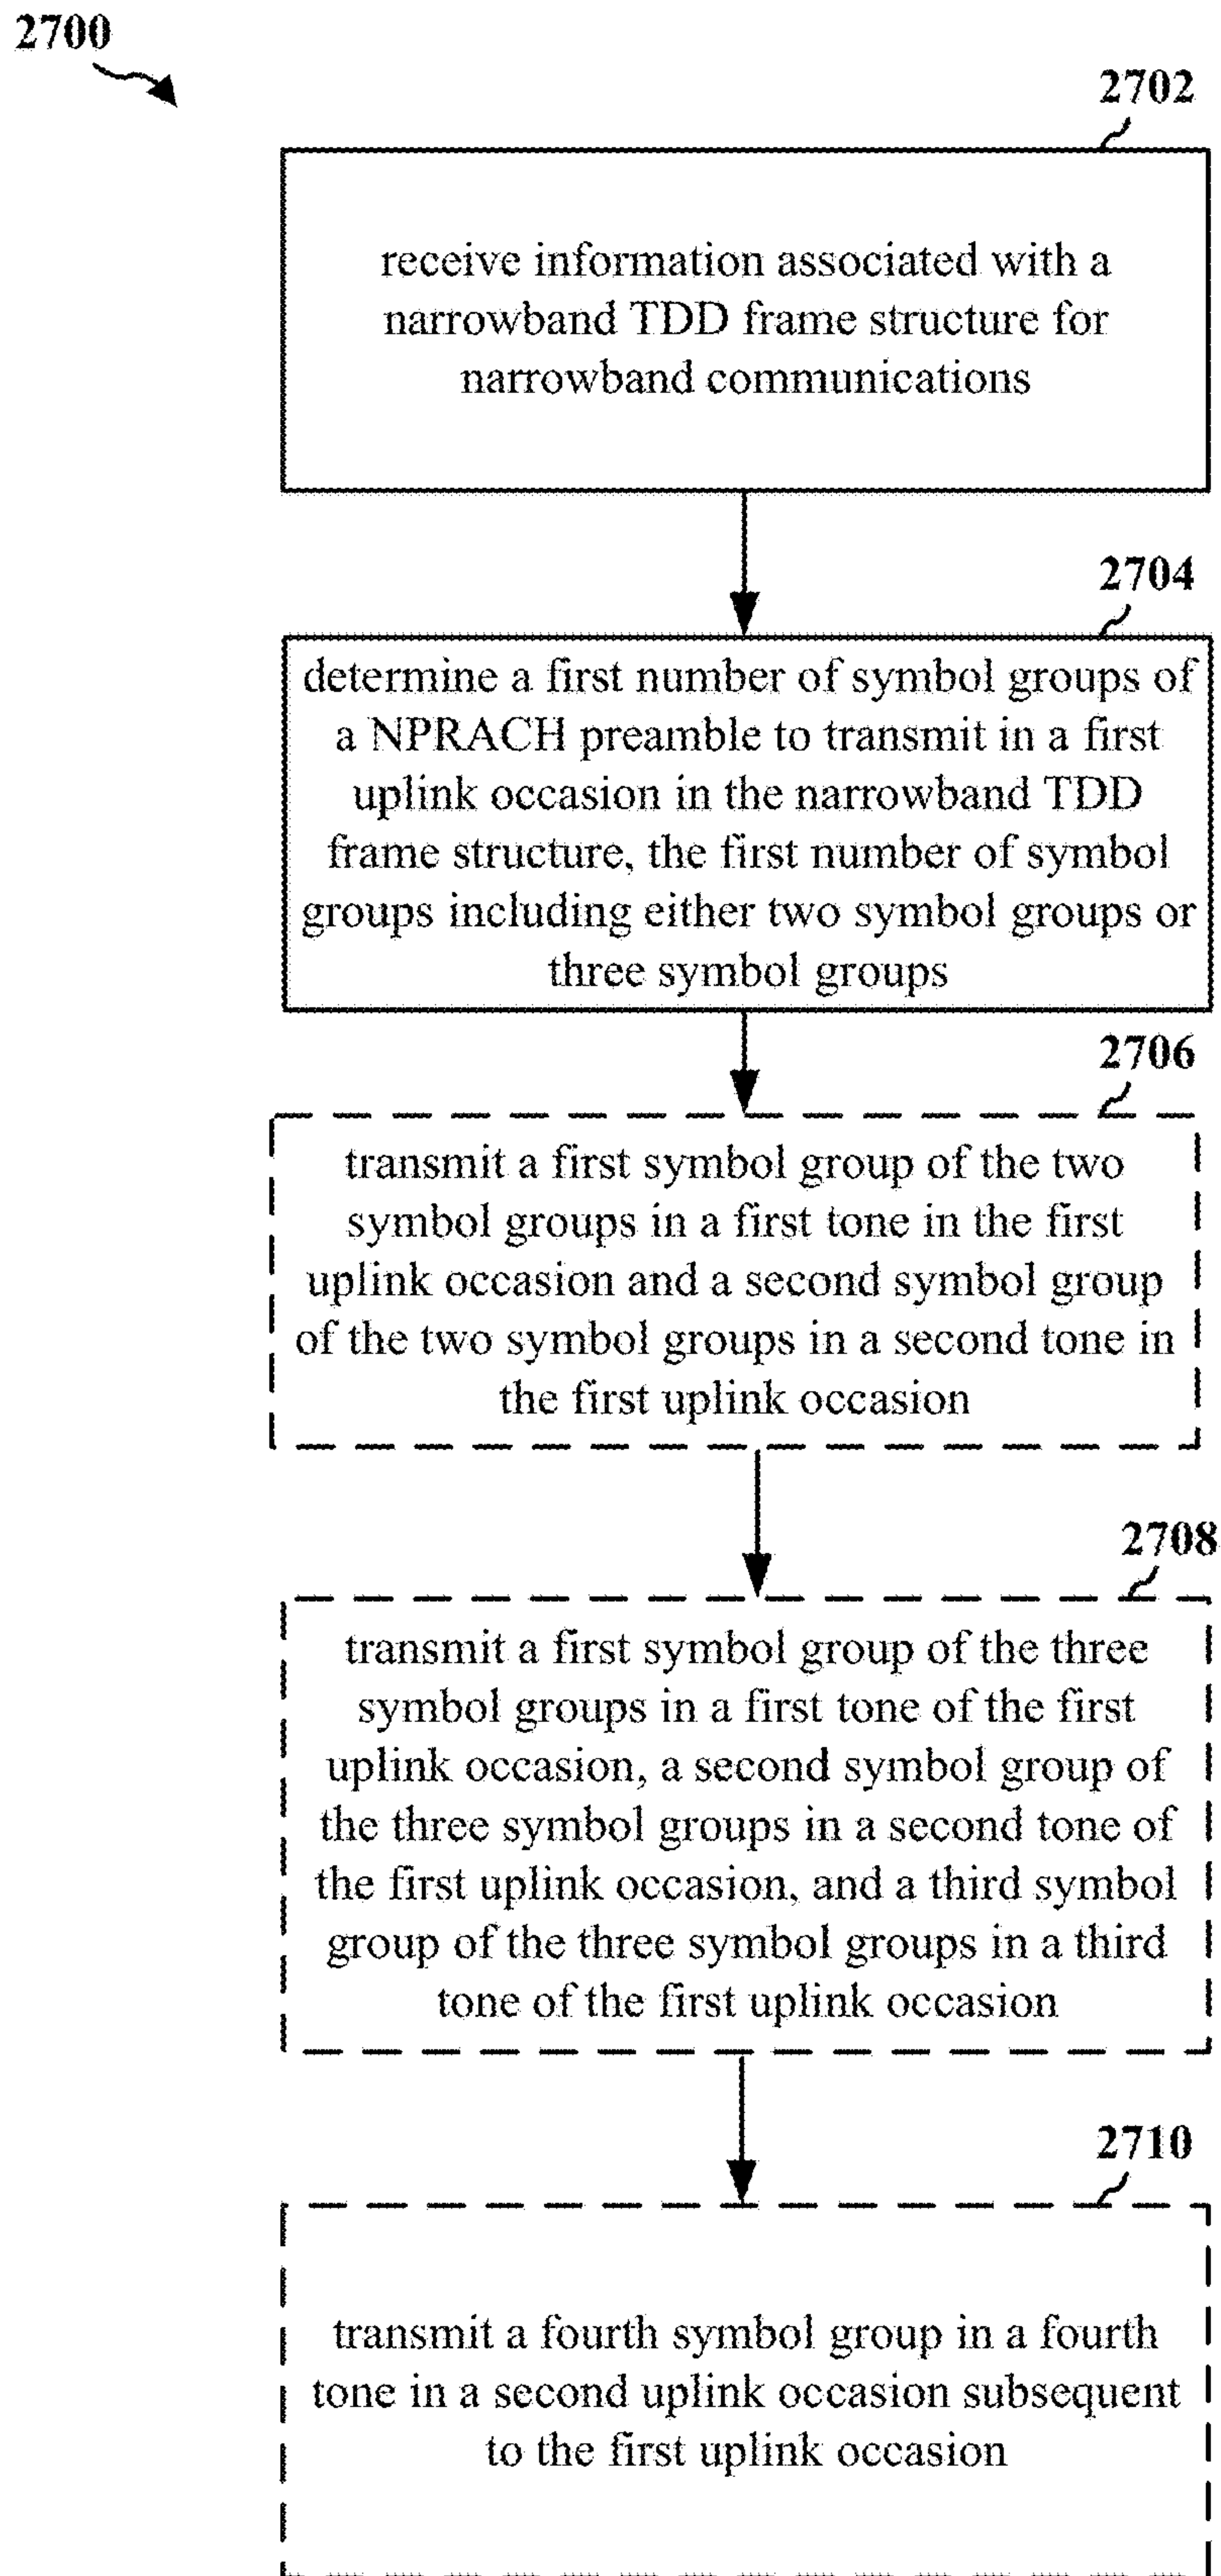 2700
2702
receive information associated with a
narrowband TDD frame structure for
narrowband communications
2704
determine a first number of symbol groups of
a NPRACH preamble to transmit in a first
uplink occasion in the narrowband TDD
frame structure, the first number of symbol
groups including either two symbol groups or
three symbol groups
2706
transmit a first symbol group of the two
symbol groups in a first tone in the first
uplink occasion and a second symbol group
of the two symbol groups in a second tone in
the first uplink occasion
2708
transmit a first symbol group of the three
symbol groups in a first tone of the first
uplink occasion, a second symbol group of
the three symbol groups in a second tone of
the first uplink occasion, and a third symbol
group of the three symbol groups in a third
tone of the first uplink occasion
2710
transmit a fourth symbol group in a fourth
tone in a second uplink occasion subsequent
to the first uplink occasion